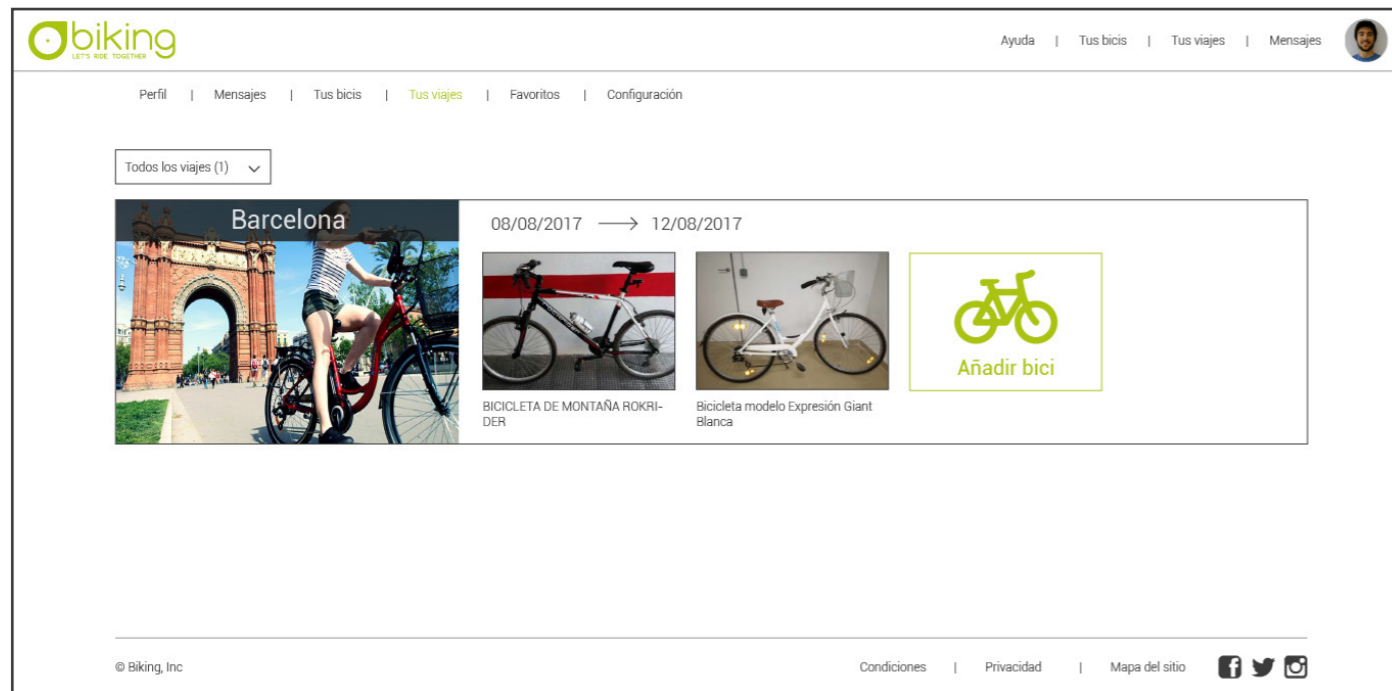 biking
LET'S RIDE TOGETHER
Ayuda | Tus bicis | Tus viajes | Mensajes
Perfil | Mensajes | Tus bicis | Tus viajes | Favoritos | Configuración
Todos los viajes (1)
Barcelona
08/08/2017 → 12/08/2017
BICICLETA DE MONTAÑA ROKRI-
DER
Bicicleta modelo Expresión Giant
Blanca
Añadir bici
© Biking, Inc
Condiciones | Privacidad | Mapa del sitio